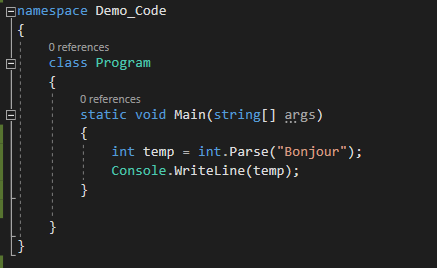 namespace Demo_Code
{
0 references
class Program
{
0 references
static void Main(string[] args)
{
int temp = int.Parse("Bonjour");
Console.WriteLine(temp);
}
}
}